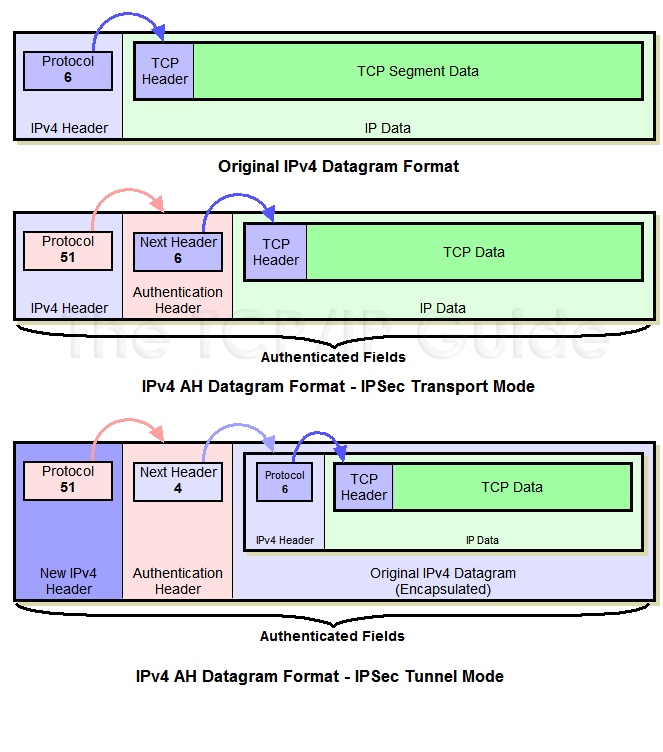 Protocol
6
TCP
Header
TCP Segment Data
IPv4 Header
IP Data
Original IPv4 Datagram Format
Protocol
51
Next Header
6
TCP
Header
TCP Data
IPv4 Header
Authentication
Header
IP Data
The TCP/IP Guide
Authenticated Fields
IPv4 AH Datagram Format - IPSec Transport Mode
Protocol
51
Next Header
4
Protocol
6
TCP
Header
TCP Data
IPv4 Header
IP Data
New IPv4
Header
Authentication
Header
Original IPv4 Datagram
(Encapsulated)
Authenticated Fields
IPv4 AH Datagram Format - IPSec Tunnel Mode